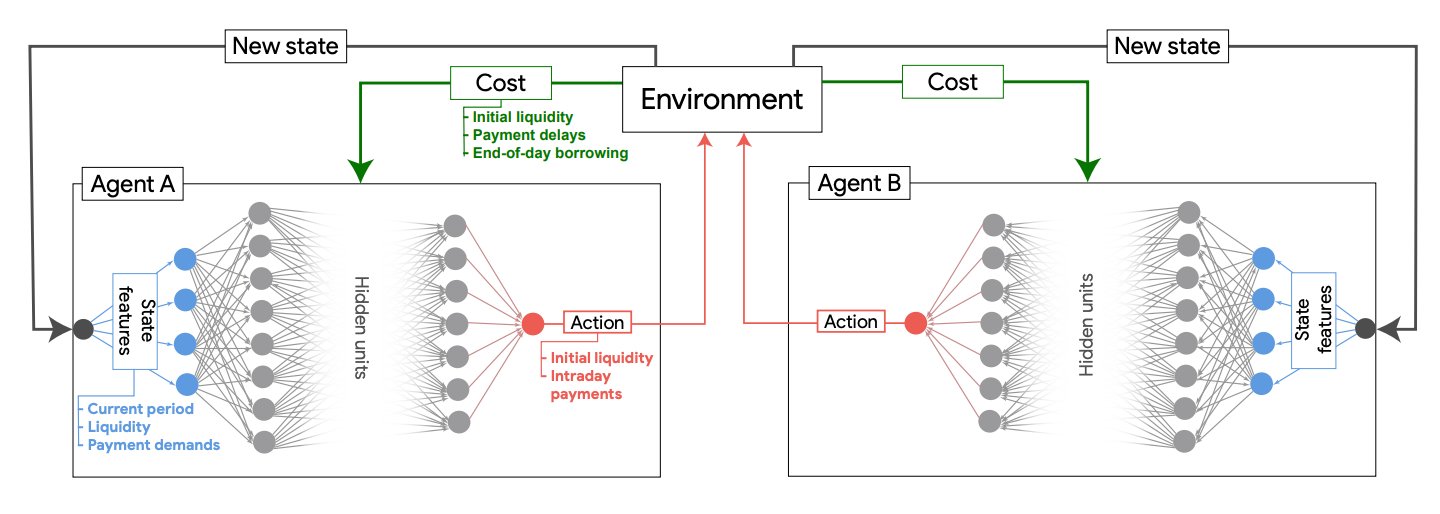 New state
New state
Cost
Cost
Environment
- Initial liquidity
- Payment delays
- End-of-day borrowing
Agent A
Agent B
State
features
Hidden units
Action
- Initial liquidity
- Intraday
payments
- Current period
- Liquidity
- Payment demands
Action
Hidden units
State
features